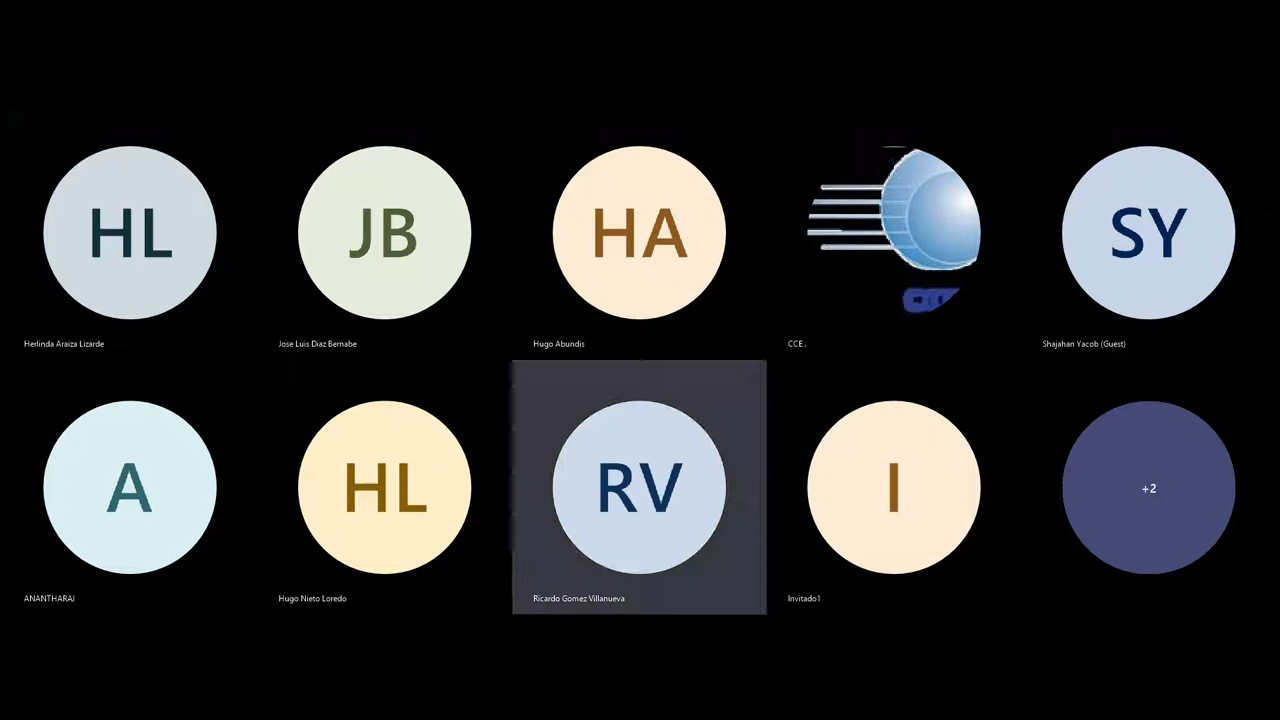 HL
JB
HA
SY
Herlinda Araiza Lizarde
Jose Luis Diaz Bernabe
Hugo Abundis
CCE .
Shajahan Yacob (Guest)
A
HL
RV
I
+2
ANANTHARAJ
Hugo Nieto Loredo
Ricardo Gomez Villanueva
Invitado1